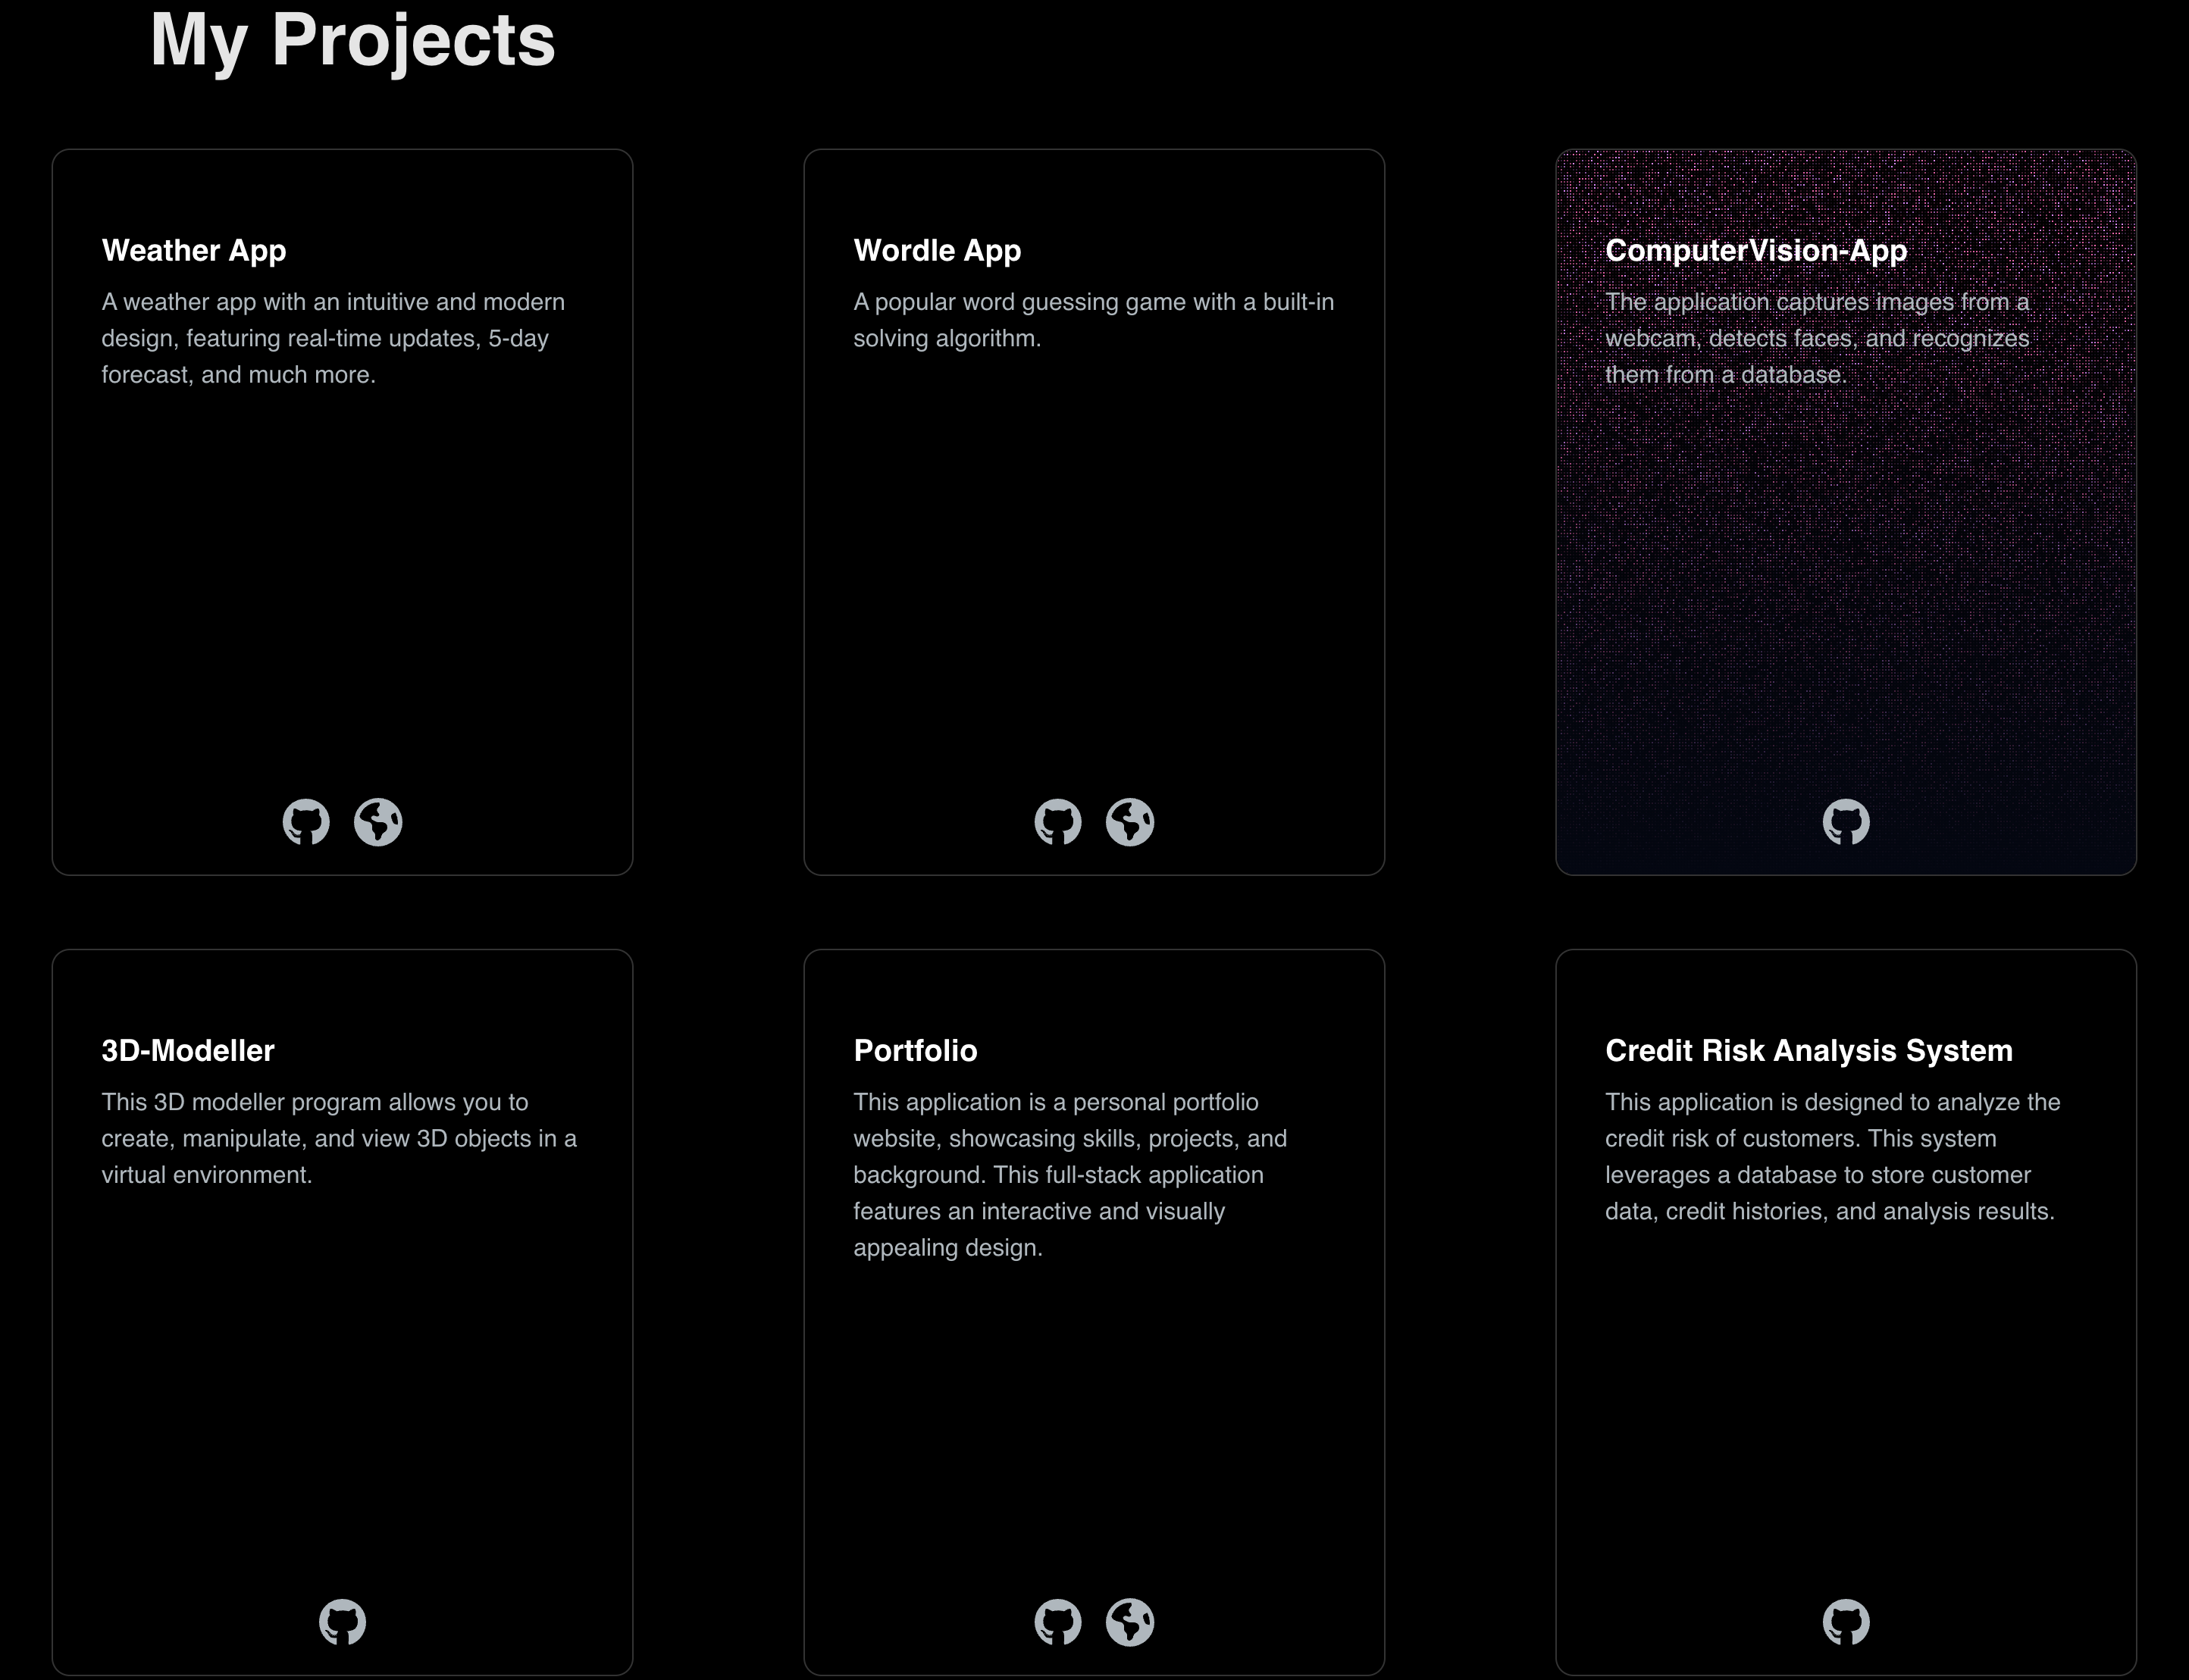 My Projects
Weather App
A weather app with an intuitive and modern
design, featuring real-time updates, 5-day
forecast, and much more.
Wordle App
A popular word guessing game with a built-in
solving algorithm.
ComputerVision-App
The application captures images from a
webcam, detects faces, and recognizes
them from a database.
3D-Modeller
This 3D modeller program allows you to
create, manipulate, and view 3D objects in a
virtual environment.
Portfolio
This application is a personal portfolio
website, showcasing skills, projects, and
background. This full-stack application
features an interactive and visually
appealing design.
Credit Risk Analysis System
This application is designed to analyze the
credit risk of customers. This system
leverages a database to store customer
data, credit histories, and analysis results.